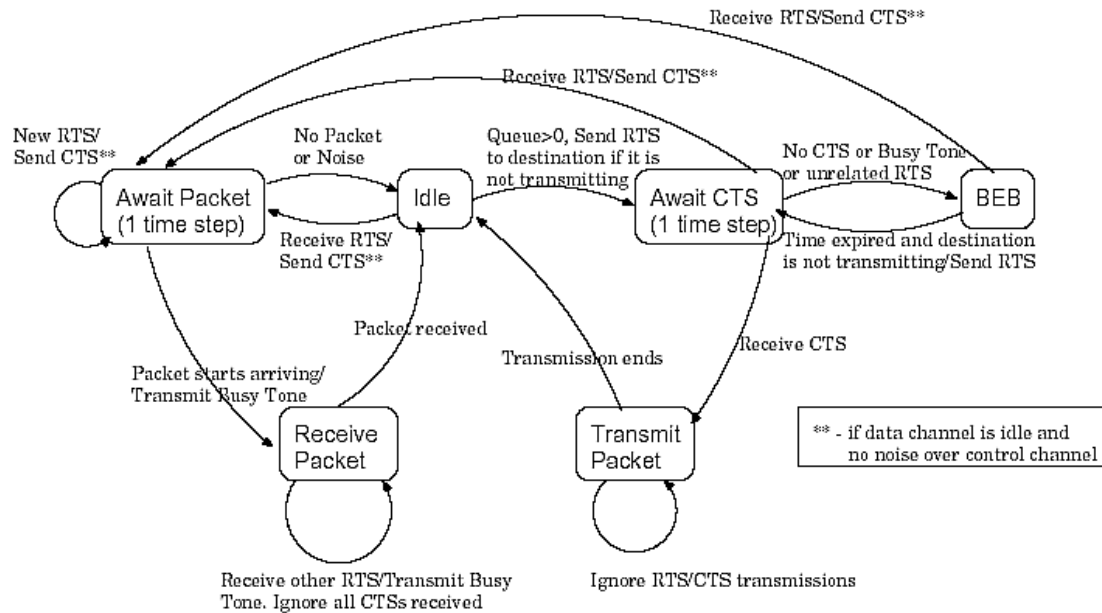 Receive RTS/Send CTS**
Receive RTS/Send CTS**
New RTS/
Send CTS**
No Packet
or Noise
Queue>0, Send RTS
to destination if it is
not transmitting
No CTS or Busy Tone
or unrelated RTS
Await Packet
(1 time step)
Idle
Await CTS
(1 time step)
BEB
Receive RTS/
Send CTS**
Time expired and destination
is not transmitting/Send RTS
Packet received
Transmission ends
Receive CTS
Packet starts arriving/
Transmit Busy Tone
Receive
Packet
Transmit
Packet
** - if data channel is idle and
no noise over control channel
Receive other RTS/Transmit Busy
Tone. Ignore all CTSs received
Ignore RTS/CTS transmissions